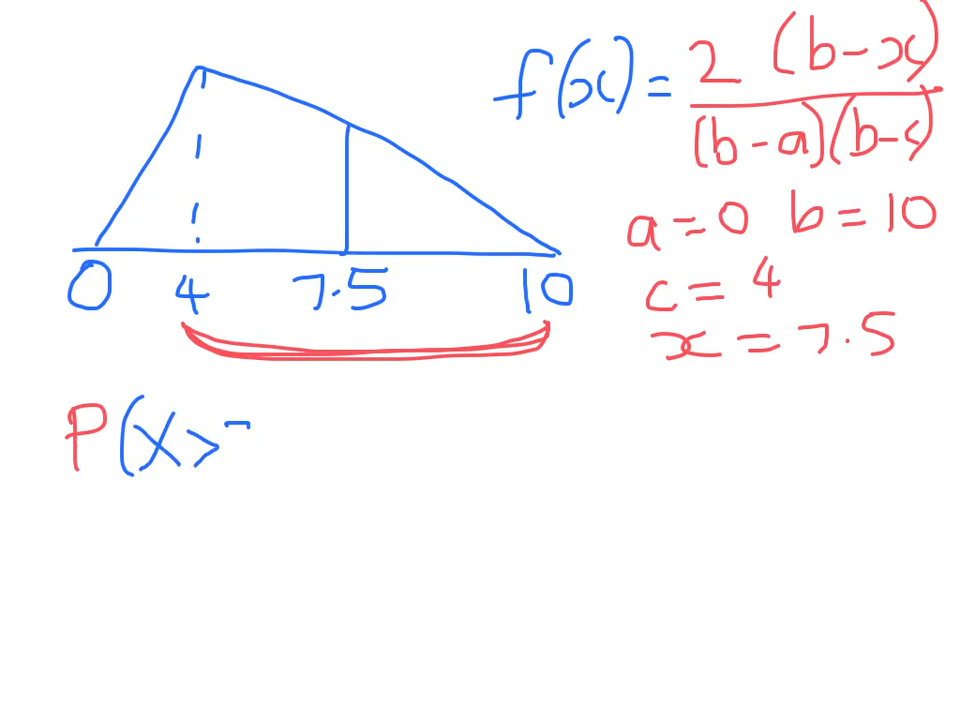 f(x) = 2 (b-x)
(b-a)(b-c)
a=0 b=10
c=4
x=7.5
0 4 7.5 10
P(X>